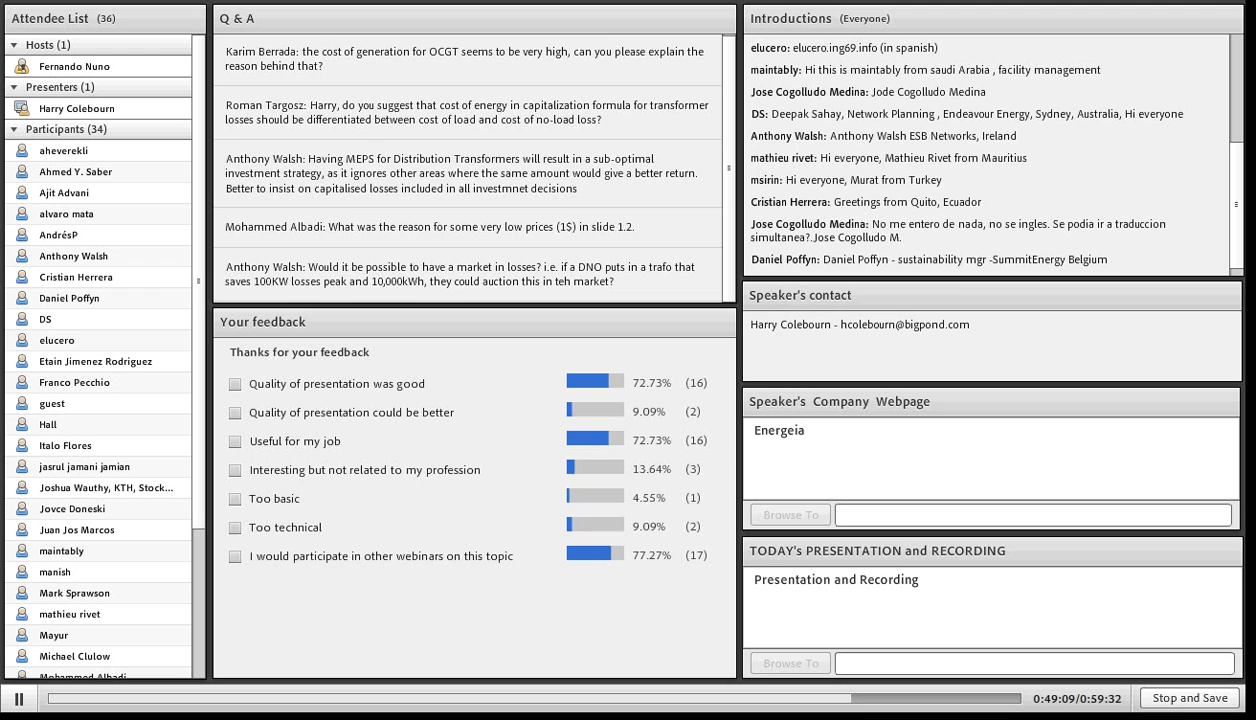 Attendee List (36)
Hosts (1)
Fernando Nuno
Presenters (1)
Harry Colebourn
Participants (34)
aheverekli
Ahmed Y. Saber
Ajit Advani
alvaro mata
AndrésP
Anthony Walsh
Cristian Herrera
Daniel Poffyn
DS
elucero
Etain Jimenez Rodriguez
Franco Pecchio
guest
Hall
Italo Flores
jasrul jamani jamian
Joshua Wauthy, KTH, Stock...
Jovce Doneski
Juan Jos Marcos
maintably
manish
Mark Sprawson
mathieu rivet
Mayur
Michael Clulow
Mohammed Albadi
Q & A
Karim Berrada: the cost of generation for OCGT seems to be very high, can you please explain the
reason behind that?
Roman Targosz: Harry, do you suggest that cost of energy in capitalization formula for transformer
losses should be differentiated between cost of load and cost of no-load loss?
Anthony Walsh: Having MEPS for Distribution Transformers will result in a sub-optimal
investment strategy, as it ignores other areas where the same amount would give a better return.
Better to insist on capitalised losses included in all investmnet decisions
Mohammed Albadi: What was the reason for some very low prices (1$) in slide 1.2.
Anthony Walsh: Would it be possible to have a market in losses? i.e. if a DNO puts in a trafo that
saves 100KW losses peak and 10,000kWh, they could auction this in teh market?
Your feedback
Thanks for your feedback
Quality of presentation was good 72.73% (16)
Quality of presentation could be better 9.09% (2)
Useful for my job 72.73% (16)
Interesting but not related to my profession 13.64% (3)
Too basic 4.55% (1)
Too technical 9.09% (2)
I would participate in other webinars on this topic 77.27% (17)
Introductions (Everyone)
elucero: elucero.ing69.info (in spanish)
maintably: Hi this is maintably from saudi Arabia , facility management
Jose Cogolludo Medina: Jode Cogolludo Medina
DS: Deepak Sahay, Network Planning , Endeavour Energy, Sydney, Australia, Hi everyone
Anthony Walsh: Anthony Walsh ESB Networks, Ireland
mathieu rivet: Hi everyone, Mathieu Rivet from Mauritius
msirin: Hi everyone, Murat from Turkey
Cristian Herrera: Greetings from Quito, Ecuador
Jose Cogolludo Medina: No me entero de nada, no se ingles. Se podia ir a traduccion
simultanea?.Jose Cogolludo M.
Daniel Poffyn: Daniel Poffyn - sustainability mgr -SummitEnergy Belgium
Speaker's contact
Harry Colebourn - hcolebourn@bigpond.com
Speaker's Company Webpage
Energeia
Browse To
TODAY's PRESENTATION and RECORDING
Presentation and Recording
Browse To
0:49:09/0:59:32
Stop and Save